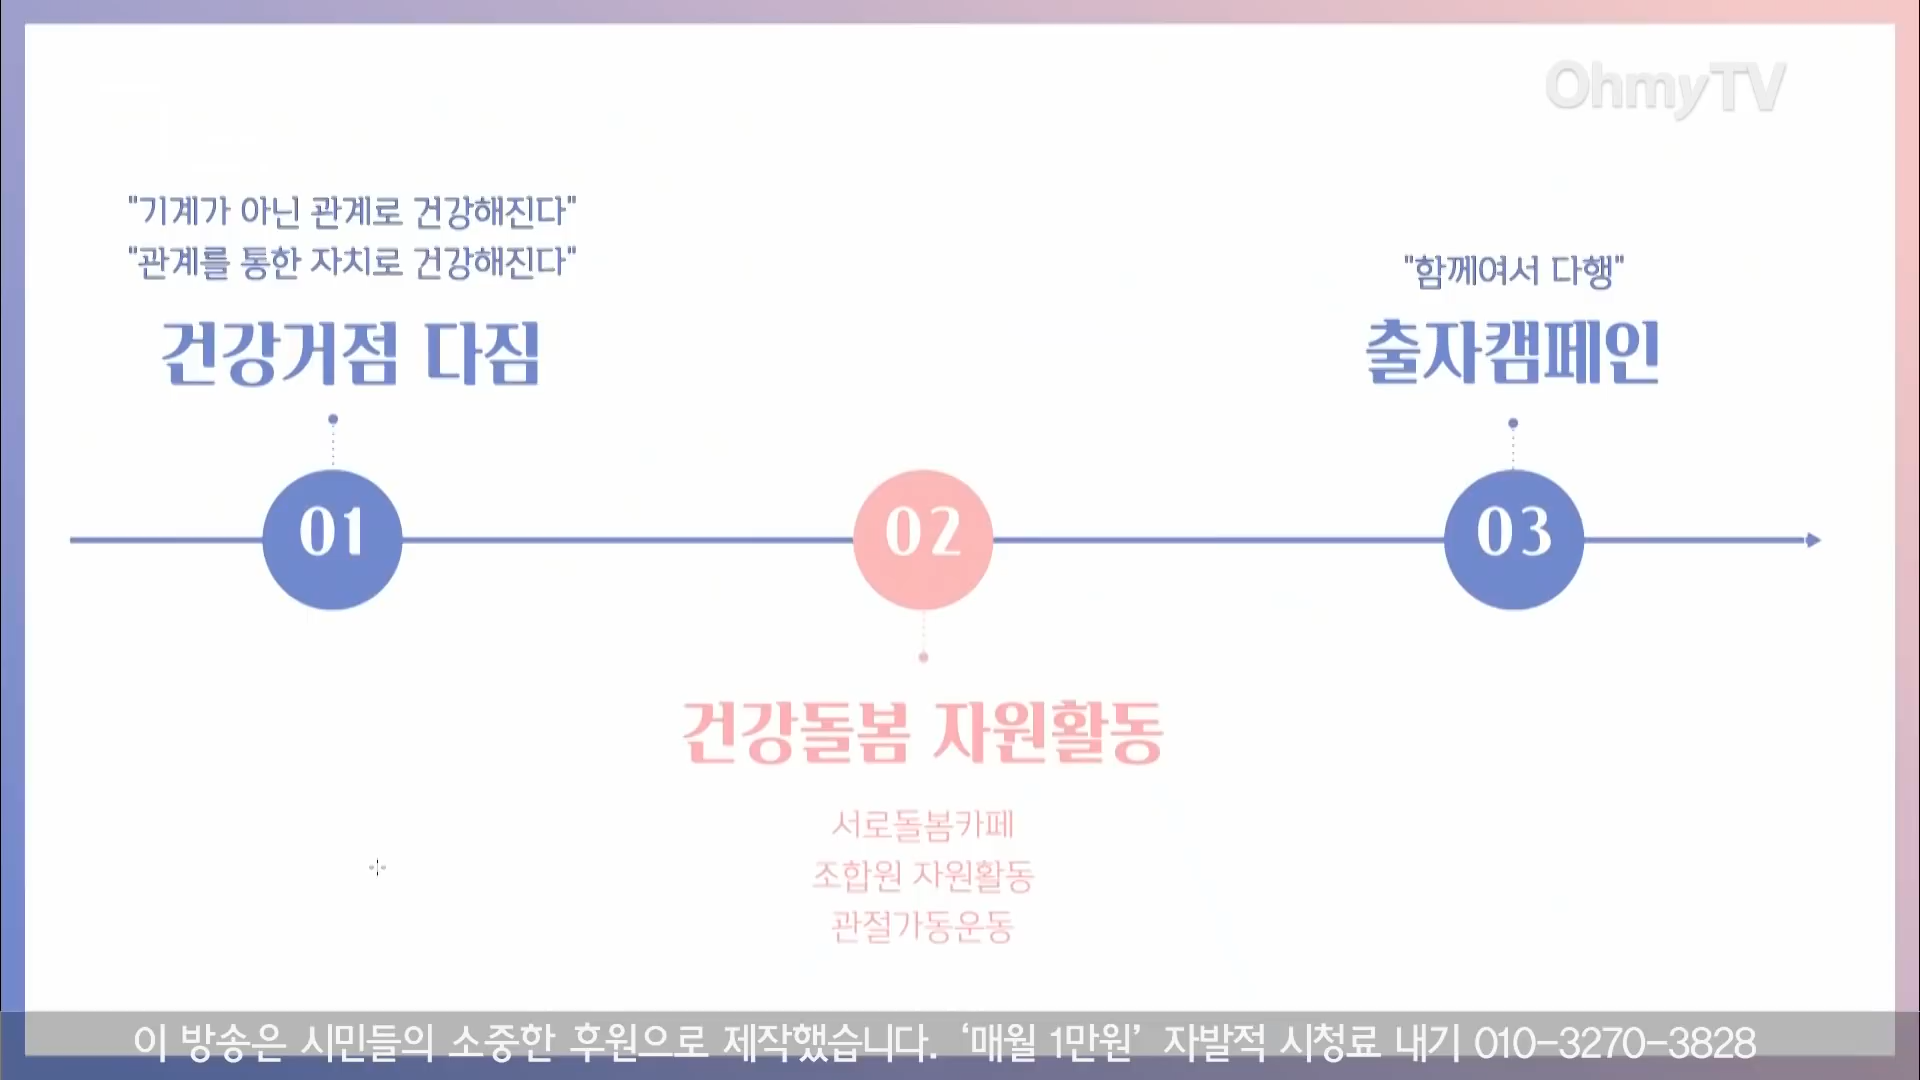 OhmyTV
"기계가 아닌 관계로 건강해진다"
"관계를 통한 자치로 건강해진다"
건강거점 다짐
"함께여서 다행"
출자캠페인
01
02
03
건강돌봄 자원활동
서로돌봄카페
조합원 자원활동
관절가동운동
이 방송은 시민들의 소중한 후원으로 제작했습니다. ‘매월 1만원’ 자발적 시청료 내기 010-3270-3828